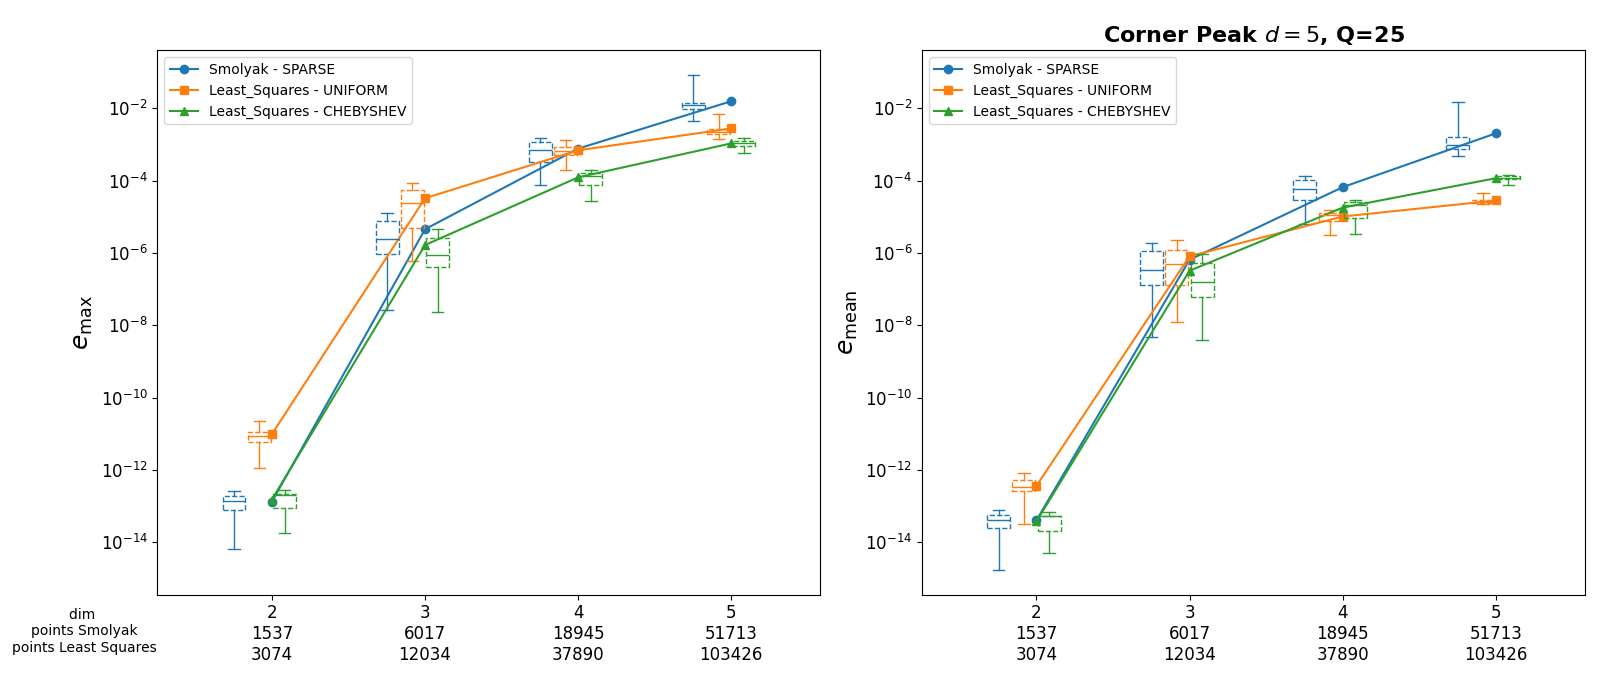 Corner Peak d = 5, Q=25
Smolyak - SPARSE
Least_Squares - UNIFORM
Least_Squares - CHEBYSHEV
10⁻²
10⁻⁴
10⁻⁶
10⁻⁸
10⁻¹⁰
10⁻¹²
10⁻¹⁴
e_max
dim
points Smolyak
points Least Squares
2 3 4 5
1537 6017 18945 51713
3074 12034 37890 103426
Smolyak - SPARSE
Least_Squares - UNIFORM
Least_Squares - CHEBYSHEV
10⁻²
10⁻⁴
10⁻⁶
10⁻⁸
10⁻¹⁰
10⁻¹²
10⁻¹⁴
e_mean
2 3 4 5
1537 6017 18945 51713
3074 12034 37890 103426